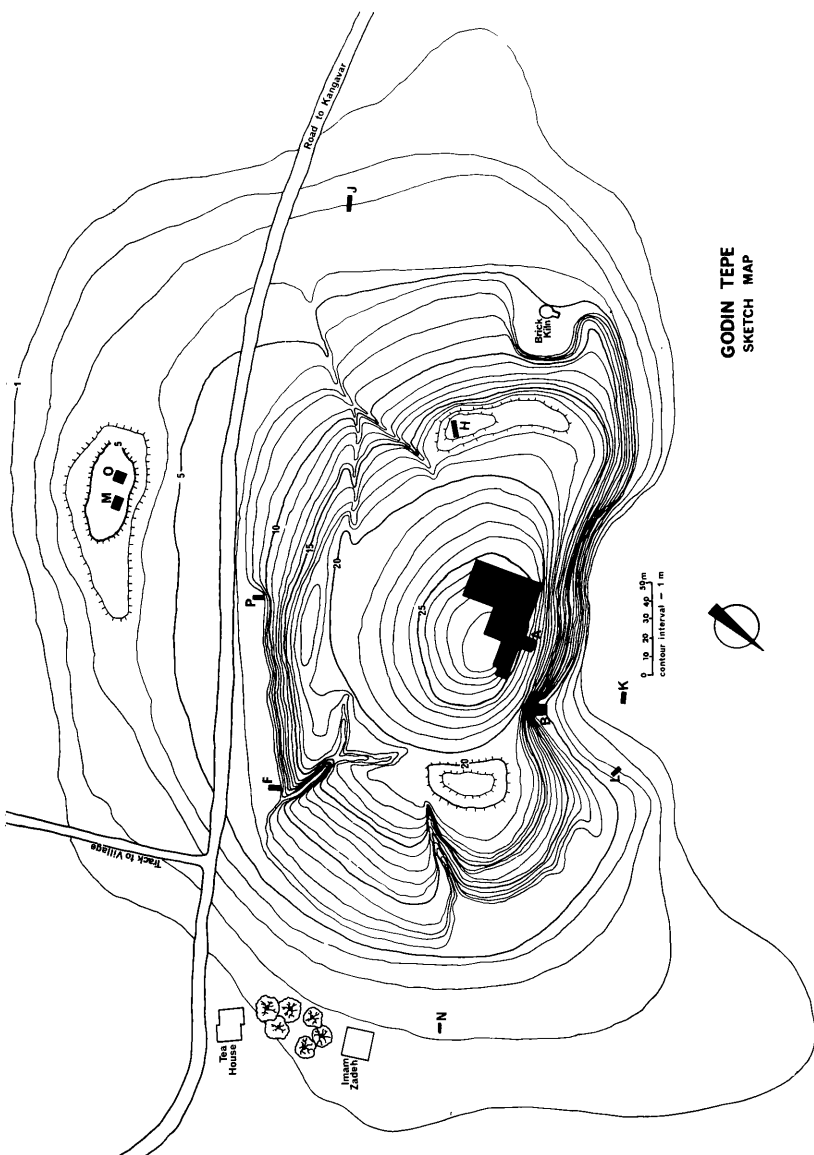 GODIN TEPE
SKETCH MAP
Road to Kangavar
J
1
5
M
O
5
Brick
Kiln
H
10
15
20
25
P
A
B
20
F
0 10 20 30 40 50m
contour interval – 1 m
K
L
Track to Village
N
Tea
House
Imam
Zadeh